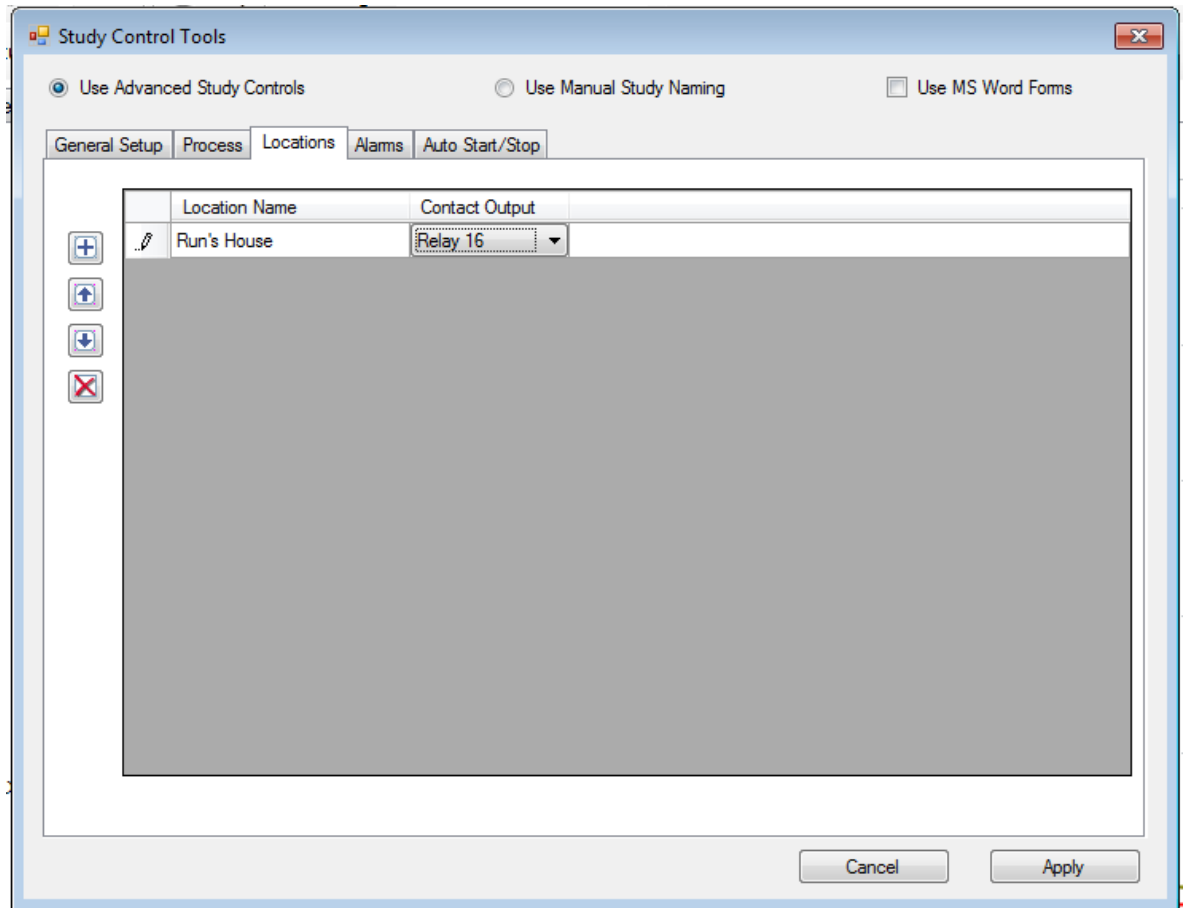 Study Control Tools
Use Advanced Study Controls Use Manual Study Naming Use MS Word Forms
General Setup Process Locations Alarms Auto Start/Stop
Location Name Contact Output
Run's House Relay 16
Cancel Apply